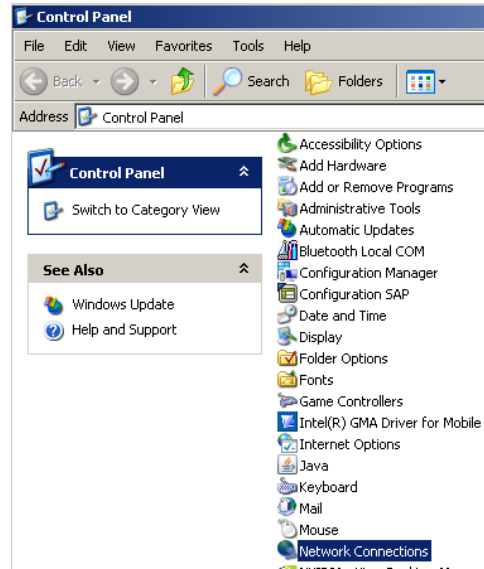 Control Panel
File Edit View Favorites Tools Help
Back Search Folders
Address Control Panel
Control Panel
Switch to Category View
See Also
Windows Update
Help and Support
Accessibility Options
Add Hardware
Add or Remove Programs
Administrative Tools
Automatic Updates
Bluetooth Local COM
Configuration Manager
Configuration SAP
Date and Time
Display
Folder Options
Fonts
Game Controllers
Intel(R) GMA Driver for Mobile
Internet Options
Java
Keyboard
Mail
Mouse
Network Connections